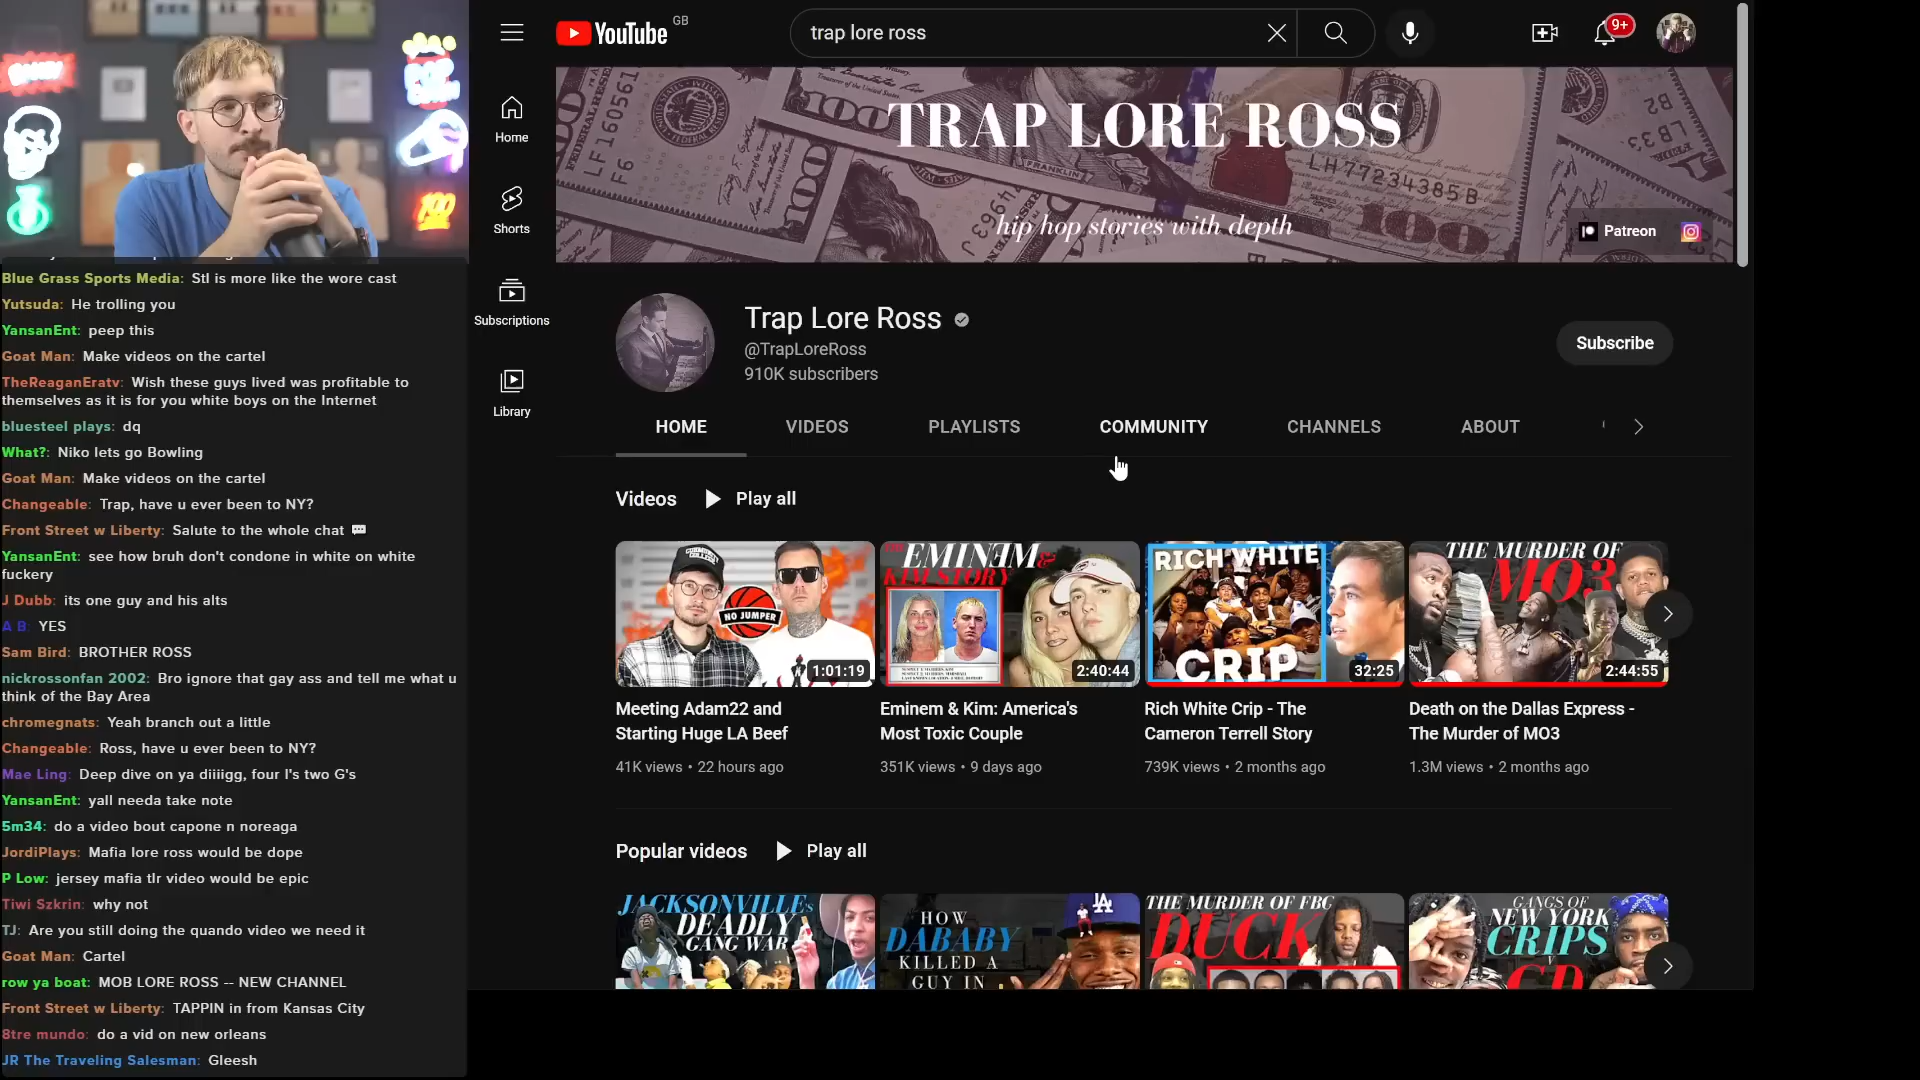 Blue Grass Sports Media: Stl is more like the wore cast
Yutsuda: He trolling you
YansanEnt: peep this
Goat Man: Make videos on the cartel
TheReaganEratv: Wish these guys lived was profitable to
themselves as it is for you white boys on the Internet
bluesteel plays: dq
What?: Niko lets go Bowling
Goat Man: Make videos on the cartel
Changeable: Trap, have u ever been to NY?
Front Street w Liberty: Salute to the whole chat
YansanEnt: see how bruh don't condone in white on white
fuckery
J Dubb: its one guy and his alts
A B: YES
Sam Bird: BROTHER ROSS
nickrossonfan 2002: Bro ignore that gay ass and tell me what u
think of the Bay Area
chromegnats: Yeah branch out a little
Changeable: Ross, have u ever been to NY?
Mae Ling: Deep dive on ya diiiigg, four I's two G's
YansanEnt: yall needa take note
5m34: do a video bout capone n noreaga
JordiPlays: Mafia lore ross would be dope
P Low: jersey mafia tlr video would be epic
Tiwi Szkrin: why not
TJ: Are you still doing the quando video we need it
Goat Man: Cartel
row ya boat: MOB LORE ROSS -- NEW CHANNEL
Front Street w Liberty: TAPPIN in from Kansas City
8tre mundo: do a vid on new orleans
JR The Traveling Salesman: Gleesh
100
YouTube GB
trap lore ross
9+
Home
Shorts
Subscriptions
Library
TRAP LORE ROSS
hip hop stories with depth
LF160561
F6
FRANKLIN
LH77234385B
100
100
Patreon
Trap Lore Ross
@TrapLoreRoss
910K subscribers
Subscribe
HOME VIDEOS PLAYLISTS COMMUNITY CHANNELS ABOUT
Videos Play all
NO JUMPER
1:01:19
THE EMINEM &
KIM STORY
2:40:44
RICH WHITE
CRIP
32:25
THE MURDER OF
MO3
2:44:55
Meeting Adam22 and
Starting Huge LA Beef
41K views • 22 hours ago
Eminem & Kim: America's
Most Toxic Couple
351K views • 9 days ago
Rich White Crip - The
Cameron Terrell Story
739K views • 2 months ago
Death on the Dallas Express -
The Murder of MO3
1.3M views • 2 months ago
Popular videos Play all
JACKSONVILLE's
DEADLY
GANG WAR
HOW
DABABY
KILLED A
GUY IN
LA
THE MURDER OF FBG
DUCK
GANGS OF
NEW YORK
CRIPS
V
GD